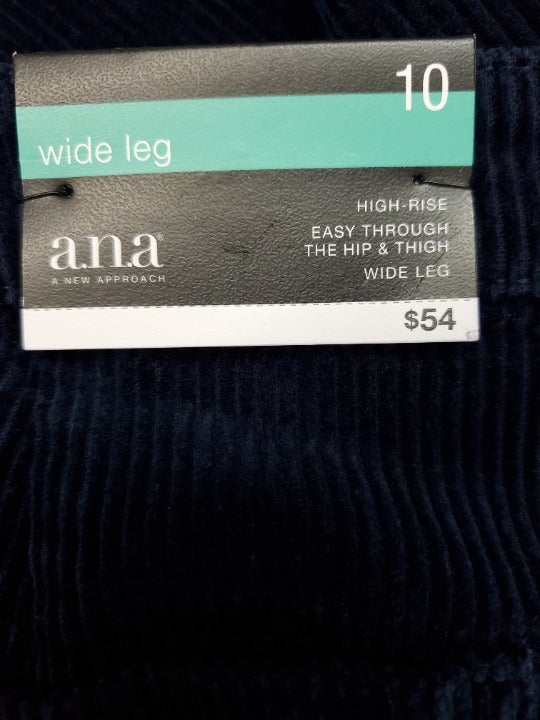 10
wide leg
HIGH-RISE
EASY THROUGH
THE HIP & THIGH
WIDE LEG
a.n.a®
A NEW APPROACH
$54